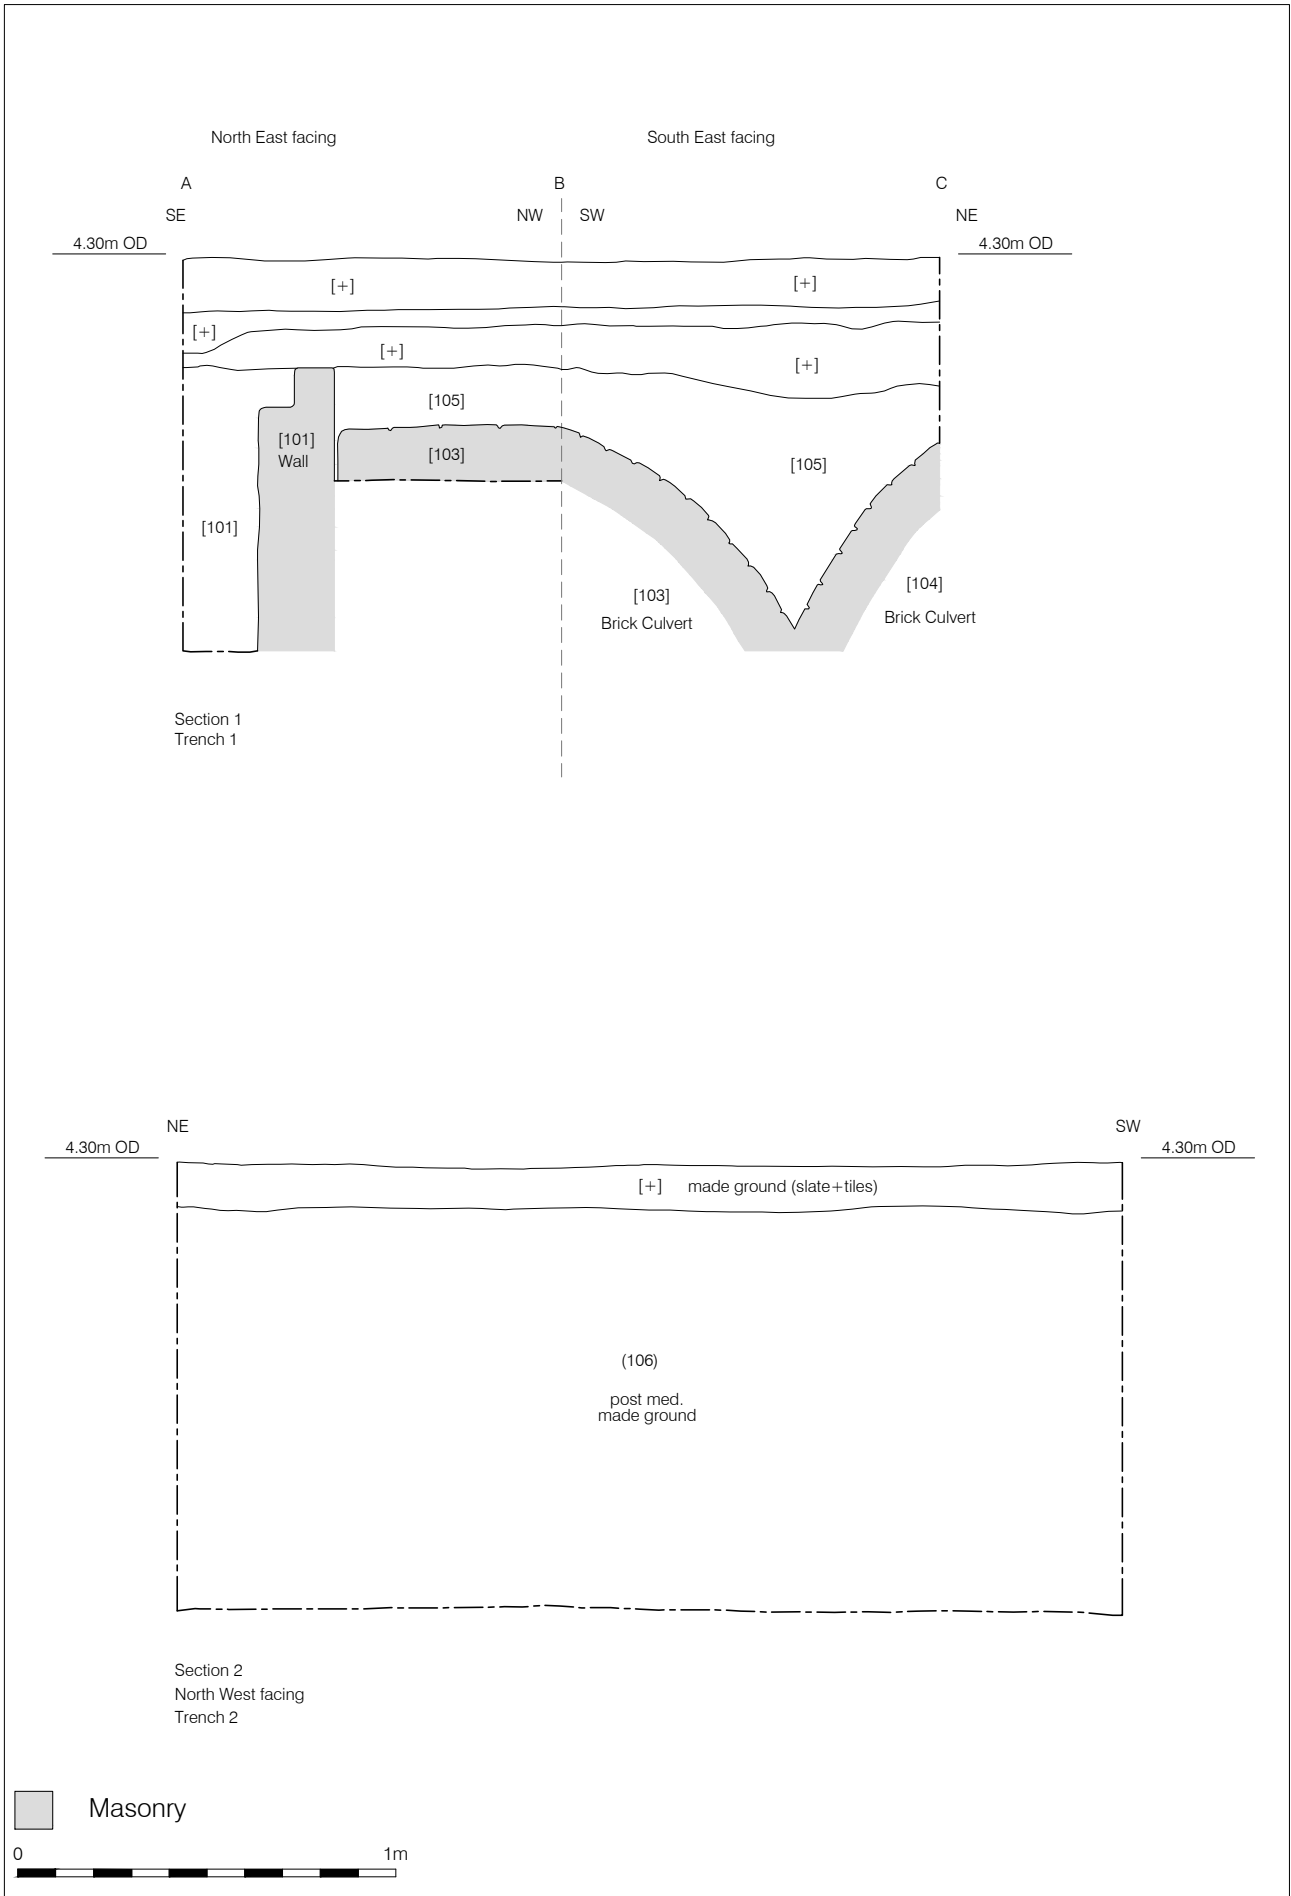 North East facing
South East facing
A
B
C
SE
NW
SW
NE
4.30m OD
4.30m OD
[+]
[+]
[+]
[+]
[+]
[105]
[101]
Wall
[103]
[105]
[101]
[103]
Brick Culvert
[104]
Brick Culvert
Section 1
Trench 1
NE
SW
4.30m OD
4.30m OD
[+] made ground (slate+tiles)
(106)
post med.
made ground
Section 2
North West facing
Trench 2
Masonry
0
1m